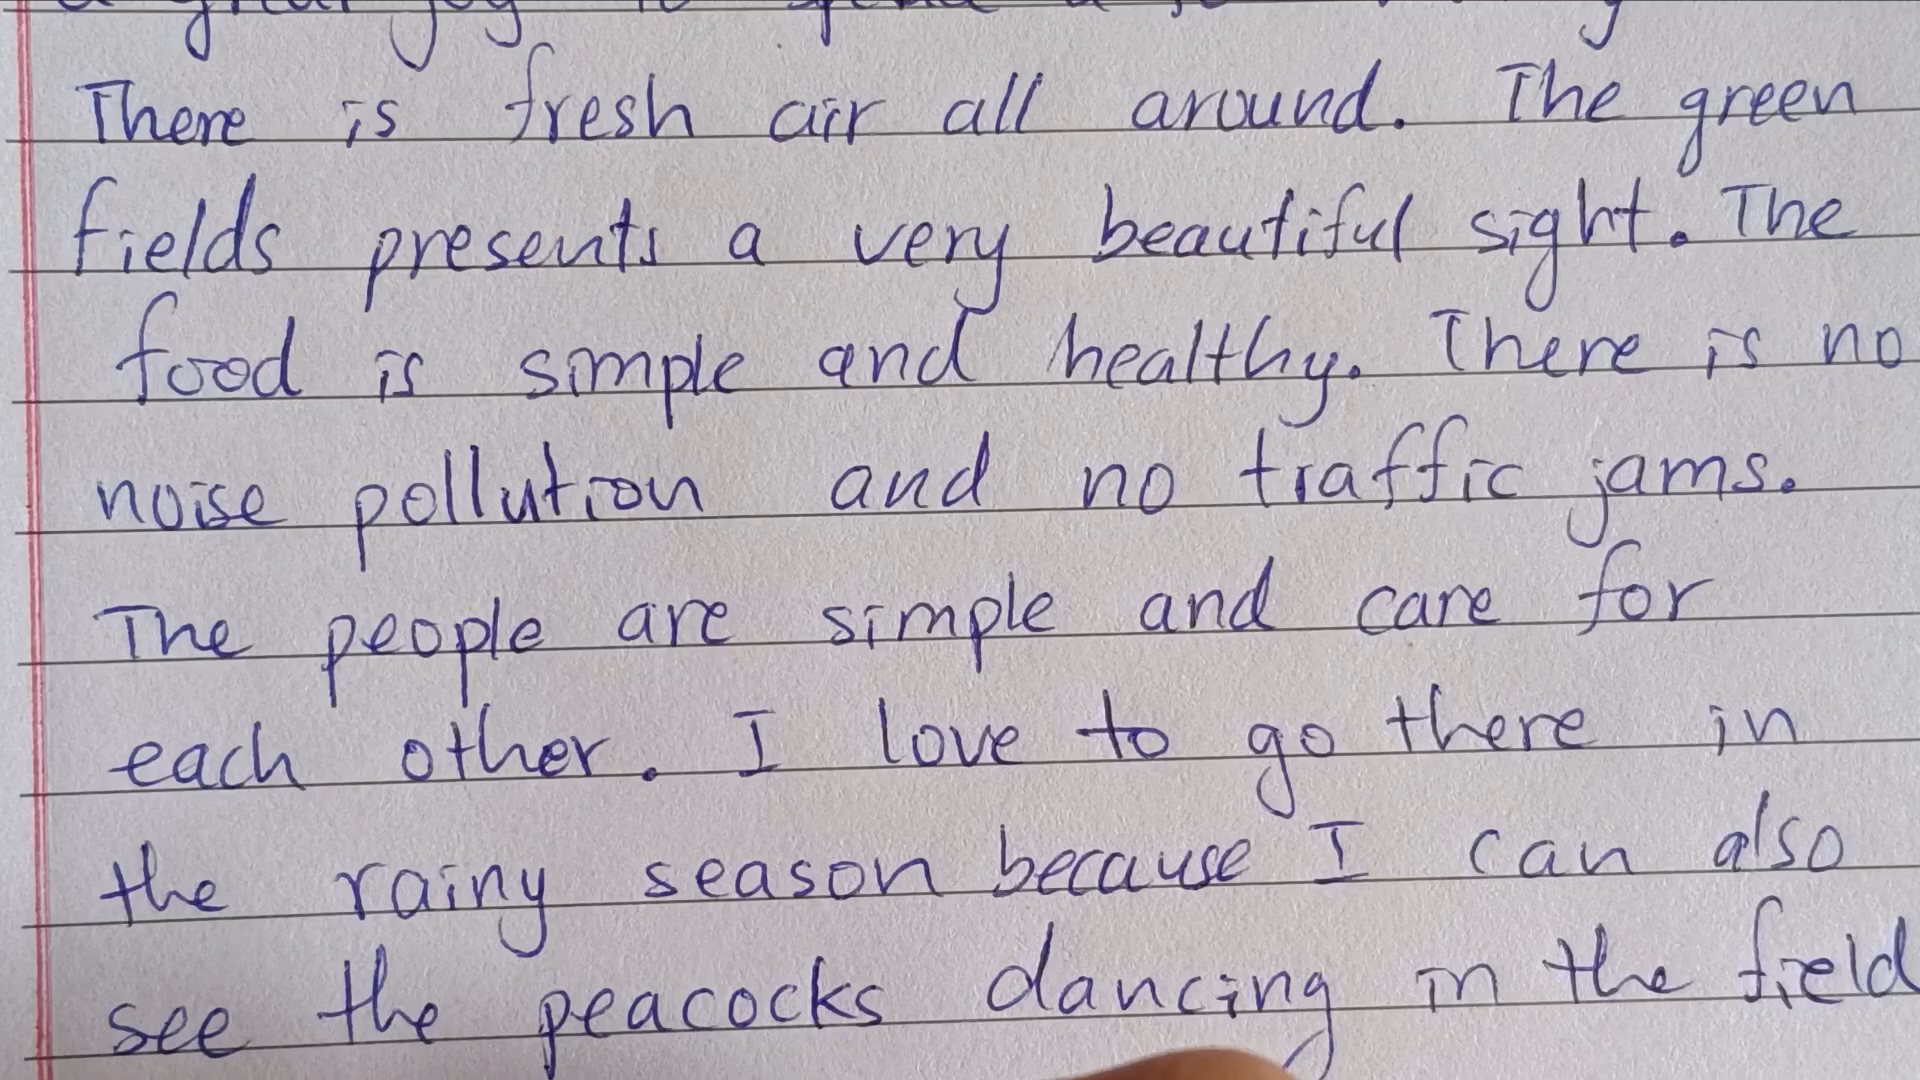 There is fresh air all around. The green
fields presents a very beautiful sight. The
food is simple and healthy. There is no
noise pollution and no traffic jams.
The people are simple and care for
each other. I love to go there in
the rainy season because I can also
see the peacocks dancing in the field